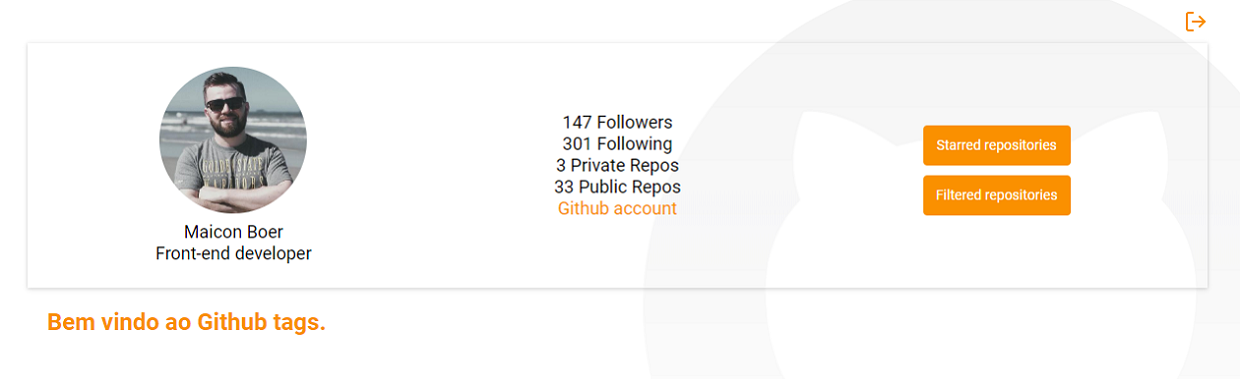 Maicon Boer
Front-end developer
147 Followers
301 Following
3 Private Repos
33 Public Repos
Github account
Starred repositories
Filtered repositories
Bem vindo ao Github tags.